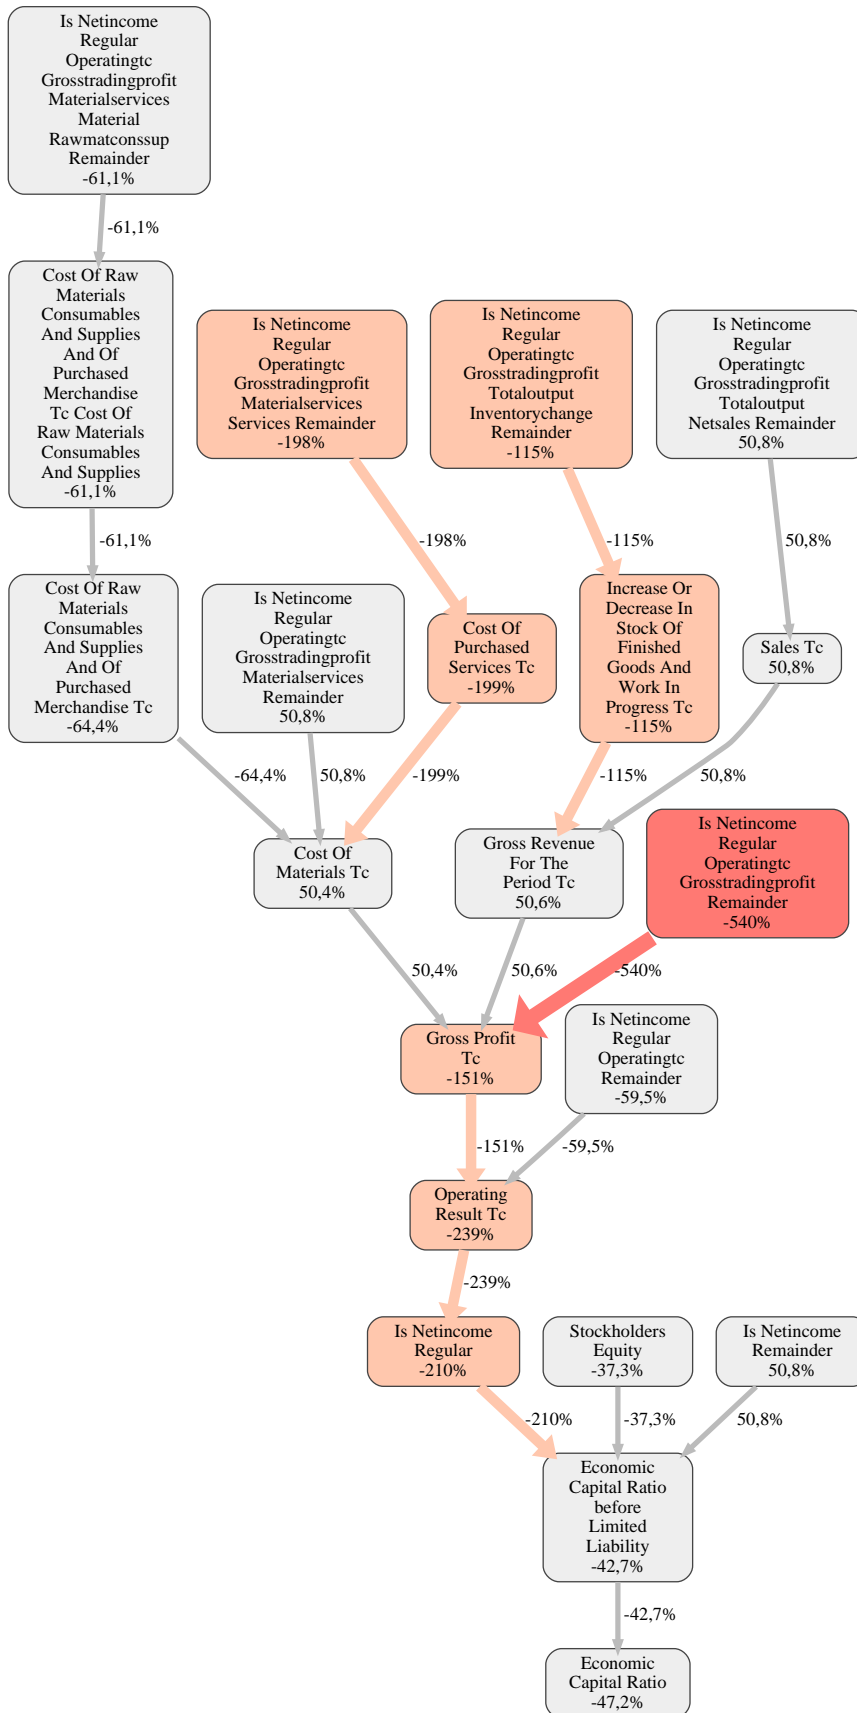 Is Netincome
Regular
Operatingtc
Grosstradingprofit
Materialservices
Material
Rawmatconssup
Remainder
-61,1%
-61,1%
Cost Of Raw
Materials
Consumables
And Supplies
And Of
Purchased
Merchandise
Tc Cost Of
Raw Materials
Consumables
And Supplies
-61,1%
Is Netincome
Regular
Operatingtc
Grosstradingprofit
Materialservices
Services Remainder
-198%
Is Netincome
Regular
Operatingtc
Grosstradingprofit
Totaloutput
Inventorychange
Remainder
-115%
Is Netincome
Regular
Operatingtc
Grosstradingprofit
Totaloutput
Netsales Remainder
50,8%
-61,1%
-198%
-115%
50,8%
Cost Of Raw
Materials
Consumables
And Supplies
And Of
Purchased
Merchandise Tc
-64,4%
Is Netincome
Regular
Operatingtc
Grosstradingprofit
Materialservices
Remainder
50,8%
Cost Of
Purchased
Services Tc
-199%
Increase Or
Decrease In
Stock Of
Finished
Goods And
Work In
Progress Tc
-115%
Sales Tc
50,8%
-64,4%
50,8%
-199%
-115%
50,8%
Cost Of
Materials Tc
50,4%
Gross Revenue
For The
Period Tc
50,6%
Is Netincome
Regular
Operatingtc
Grosstradingprofit
Remainder
-540%
50,4%
50,6%
-540%
Gross Profit
Tc
-151%
Is Netincome
Regular
Operatingtc
Remainder
-59,5%
-151%
-59,5%
Operating
Result Tc
-239%
-239%
Is Netincome
Regular
-210%
Stockholders
Equity
-37,3%
Is Netincome
Remainder
50,8%
-210%
-37,3%
50,8%
Economic
Capital Ratio
before
Limited
Liability
-42,7%
-42,7%
Economic
Capital Ratio
-47,2%